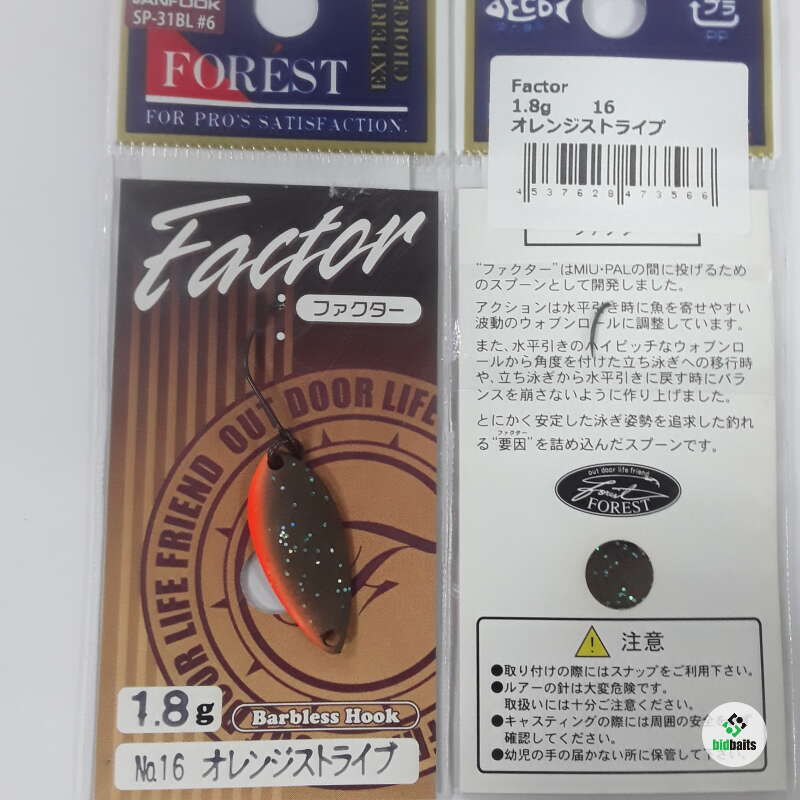 VANFOOK
SP-31BL #6
FORÉST
FOR PRO'S SATISFACTION.
EXPERT
CHOICE
Factor
ファクター
OUT DOOR LIFE
OUR LIFE FRIEND
1.8g
Barbless Hook
No.16 オレンジストライプ
ECO
プラ
PP
Factor
1.8g 16
オレンジストライプ
4537628473566
"ファクター"はMIU・PALの間に投げるため
のスプーンとして開発しました。
アクションは水平引き時に魚を寄せやすい
波動のウォブンロールに調整しています。
また、水平引きのハイピッチなウォブンロ
ールから角度を付けた立ち泳ぎへの移行時
や、立ち泳ぎから水平引きに戻す時にバラ
ンスを崩さないように作り上げました。
とにかく安定した泳ぎ姿勢を追求した釣れ
ファクター
る"要因"を詰め込んだスプーンです。
out door life friend
Forest
FOREST
注意
●取り付けの際にはスナップをご利用下さい。
●ルアーの針は大変危険です。
取扱いには十分ご注意ください。
●キャスティングの際には周囲の安全を
確認してください。
●幼児の手の届かない所に保管して下
bidbaits